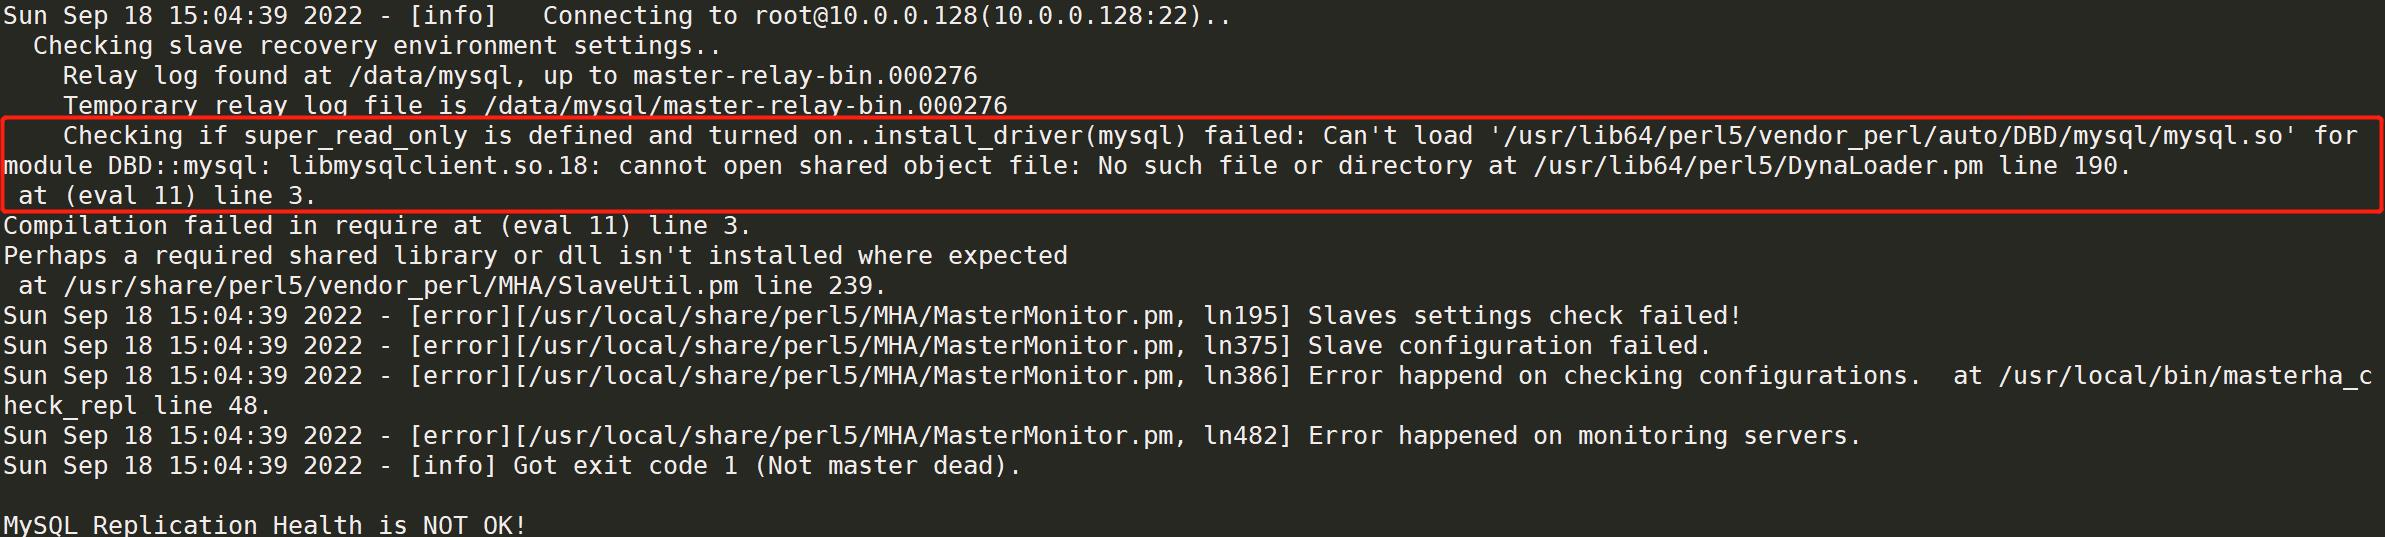 Sun Sep 18 15:04:39 2022 - [info]   Connecting to root@10.0.0.128(10.0.0.128:22)..
  Checking slave recovery environment settings..
    Relay log found at /data/mysql, up to master-relay-bin.000276
    Temporary relay log file is /data/mysql/master-relay-bin.000276
    Checking if super_read_only is defined and turned on..install_driver(mysql) failed: Can't load '/usr/lib64/perl5/vendor_perl/auto/DBD/mysql/mysql.so' for
module DBD::mysql: libmysqlclient.so.18: cannot open shared object file: No such file or directory at /usr/lib64/perl5/DynaLoader.pm line 190.
 at (eval 11) line 3.
Compilation failed in require at (eval 11) line 3.
Perhaps a required shared library or dll isn't installed where expected
 at /usr/share/perl5/vendor_perl/MHA/SlaveUtil.pm line 239.
Sun Sep 18 15:04:39 2022 - [error][/usr/local/share/perl5/MHA/MasterMonitor.pm, ln195] Slaves settings check failed!
Sun Sep 18 15:04:39 2022 - [error][/usr/local/share/perl5/MHA/MasterMonitor.pm, ln375] Slave configuration failed.
Sun Sep 18 15:04:39 2022 - [error][/usr/local/share/perl5/MHA/MasterMonitor.pm, ln386] Error happend on checking configurations.  at /usr/local/bin/masterha_c
heck_repl line 48.
Sun Sep 18 15:04:39 2022 - [error][/usr/local/share/perl5/MHA/MasterMonitor.pm, ln482] Error happened on monitoring servers.
Sun Sep 18 15:04:39 2022 - [info] Got exit code 1 (Not master dead).

MySQL Replication Health is NOT OK!